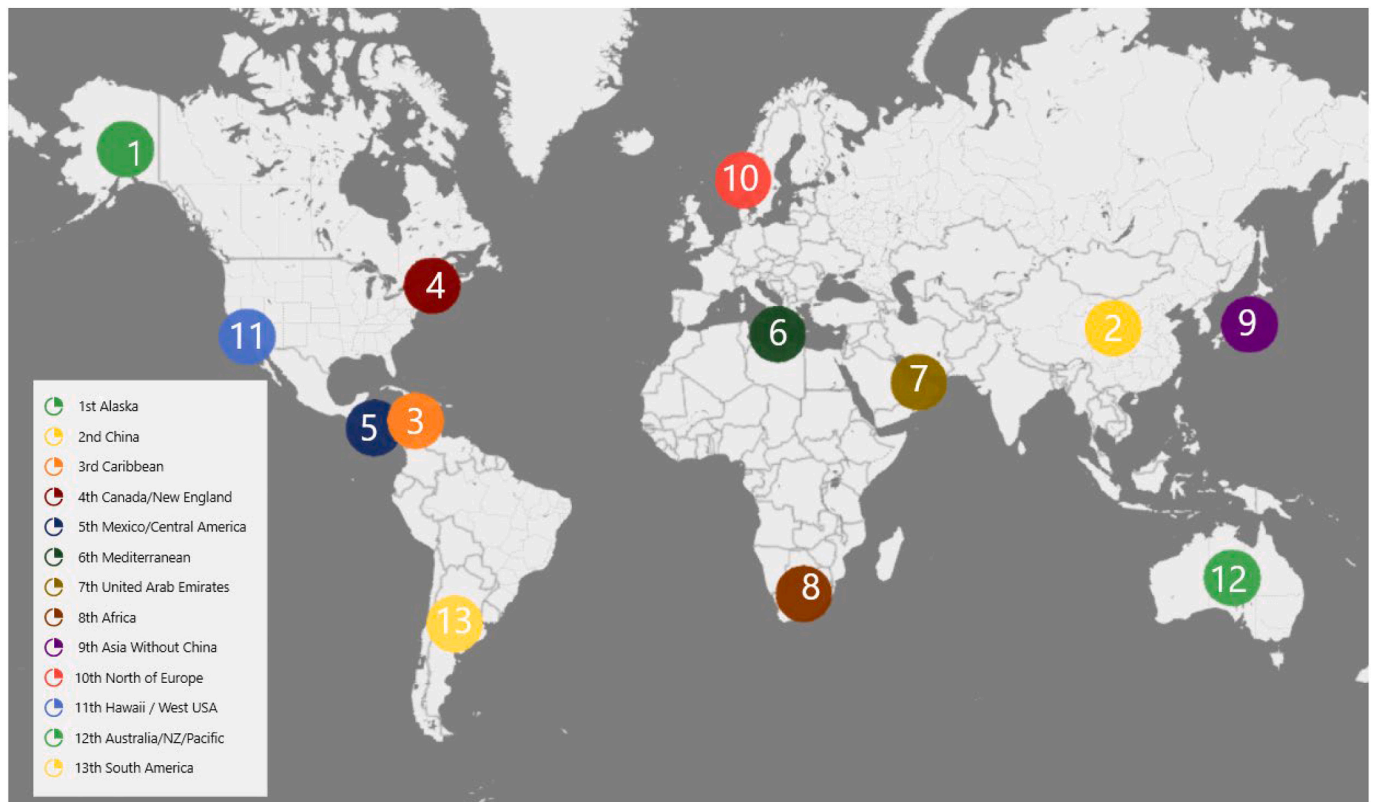 1
10
4
11
6
2
9
7
5
3
12
8
13
1st Alaska
2nd China
3rd Caribbean
4th Canada/New England
5th Mexico/Central America
6th Mediterranean
7th United Arab Emirates
8th Africa
9th Asia Without China
10th North of Europe
11th Hawaii / West USA
12th Australia/NZ/Pacific
13th South America